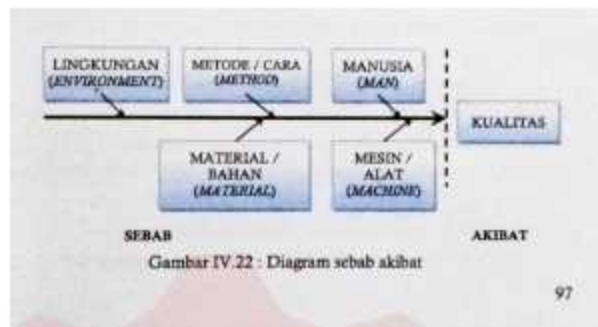 LINGKUNGAN
(ENVIRONMENT)
METODE / CARA
(METHOD)
MANUSIA
(MAN)
KUALITAS
MATERIAL /
BAHAN
(MATERIAL)
MESIN /
ALAT
(MACHINE)
SEBAB
AKIBAT
Gambar IV.22 : Diagram sebab akibat
97